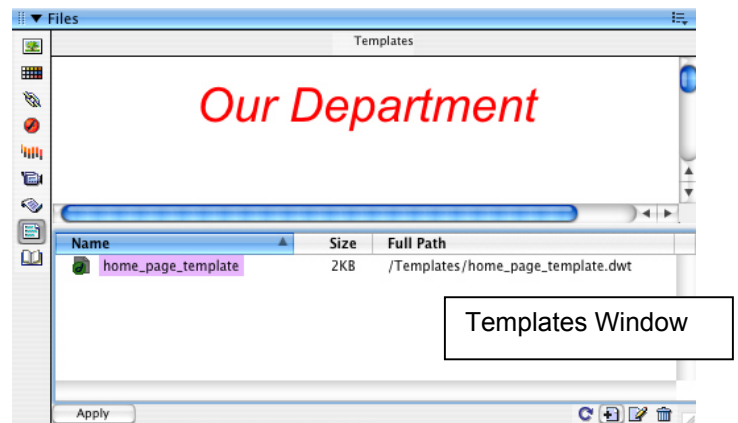 Files
Templates
Our Department
Name Size Full Path
home_page_template 2KB /Templates/home_page_template.dwt
Templates Window
Apply